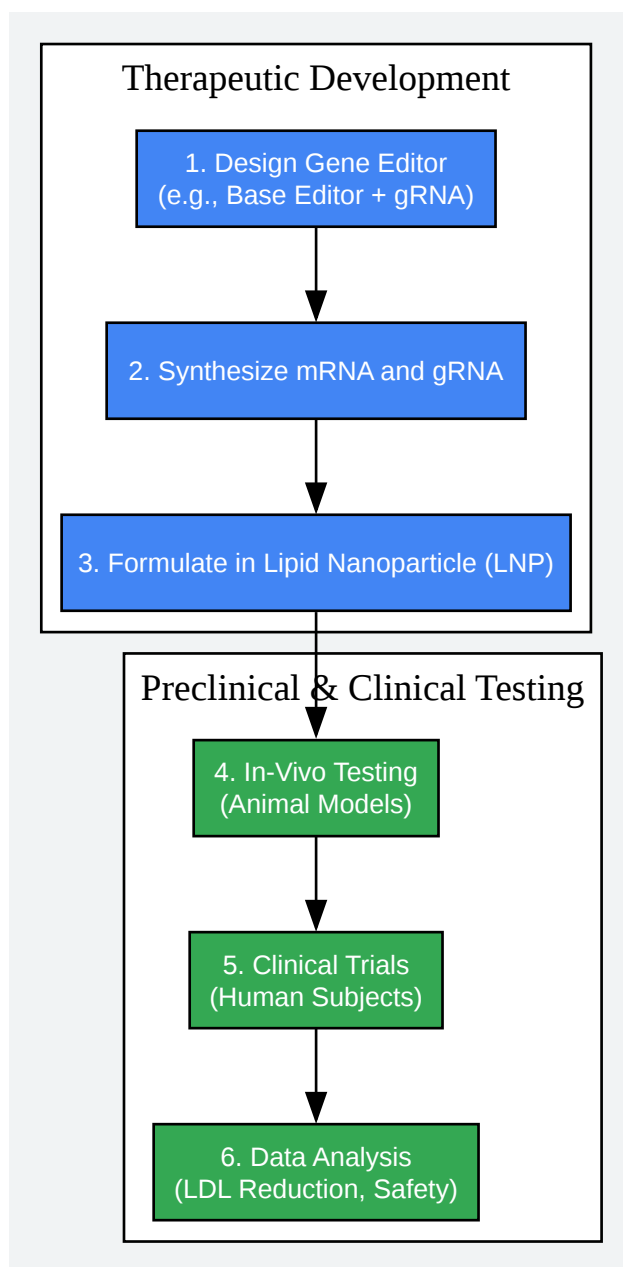 Therapeutic Development
1. Design Gene Editor
(e.g., Base Editor + gRNA)
2. Synthesize mRNA and gRNA
3. Formulate in Lipid Nanoparticle (LNP)
Preclinical & Clinical Testing
4. In-Vivo Testing
(Animal Models)
5. Clinical Trials
(Human Subjects)
6. Data Analysis
(LDL Reduction, Safety)